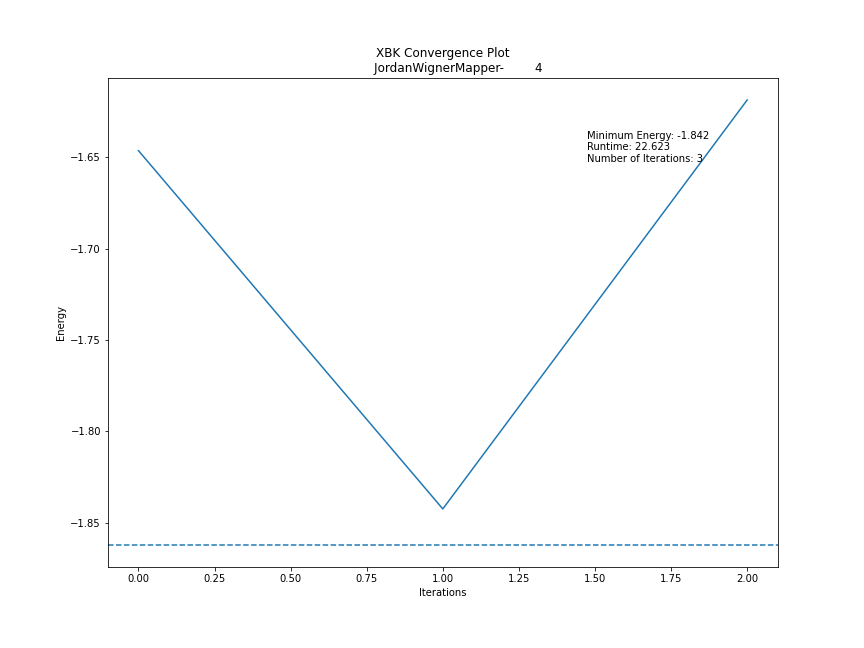 XBK Convergence Plot
JordanWignerMapper- 4
Minimum Energy: -1.842
Runtime: 22.623
Number of Iterations: 3
−1.65
−1.70
−1.75
−1.80
−1.85
Energy
0.00 0.25 0.50 0.75 1.00 1.25 1.50 1.75 2.00
Iterations